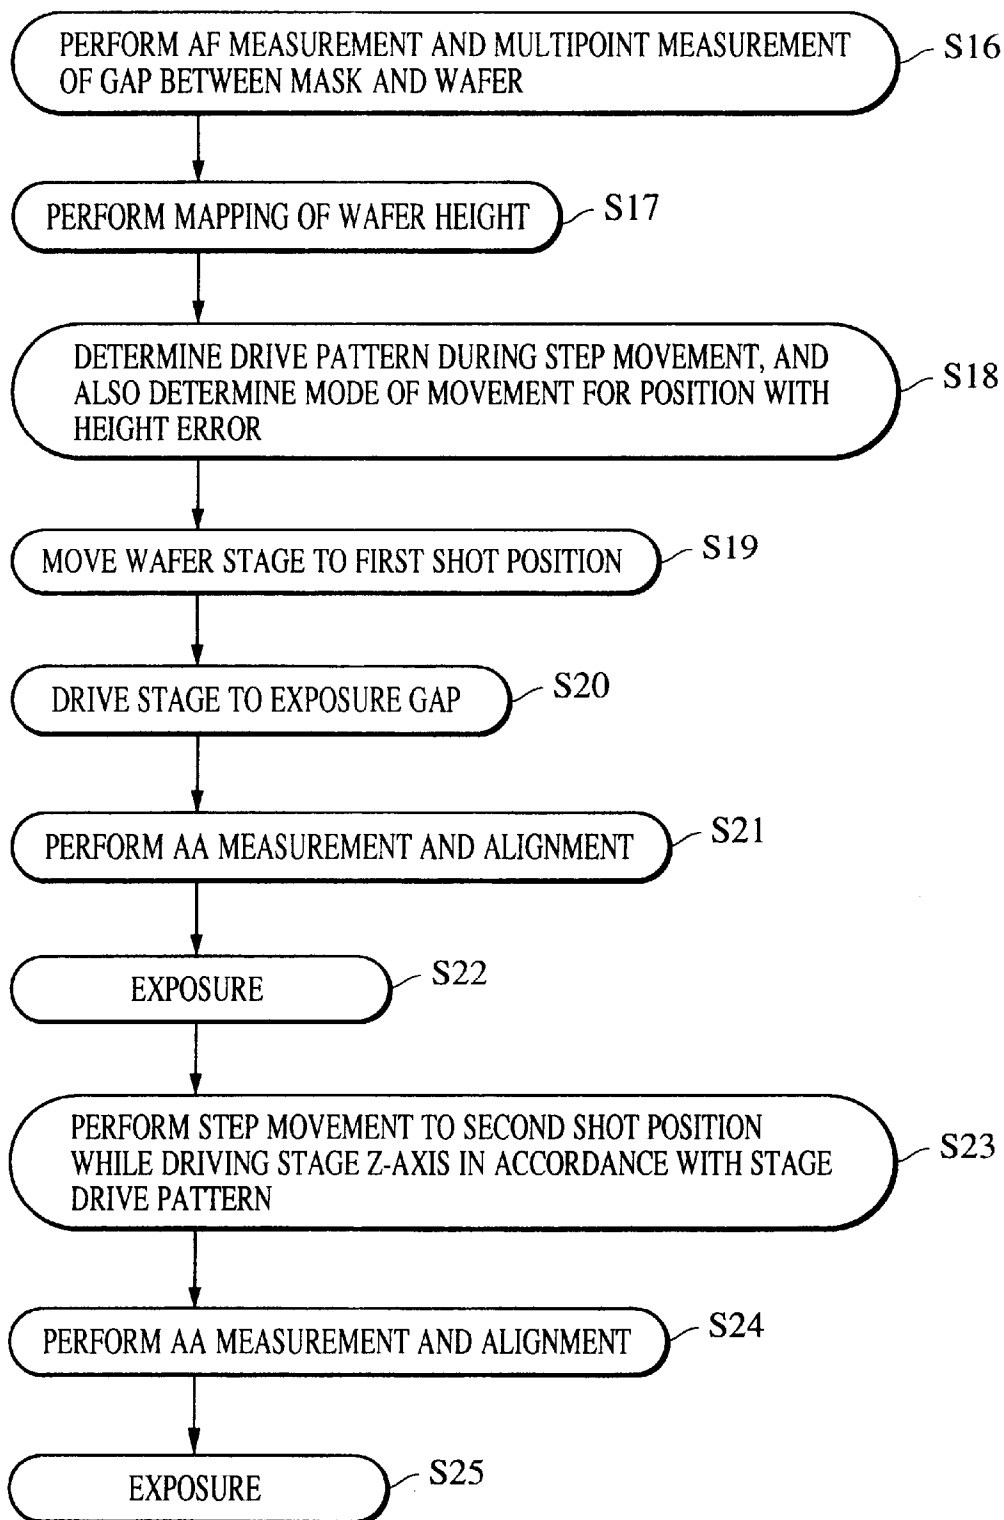 PERFORM AF MEASUREMENT AND MULTIPOINT MEASUREMENT
OF GAP BETWEEN MASK AND WAFER
S16
PERFORM MAPPING OF WAFER HEIGHT
S17
DETERMINE DRIVE PATTERN DURING STEP MOVEMENT, AND
ALSO DETERMINE MODE OF MOVEMENT FOR POSITION WITH
HEIGHT ERROR
S18
MOVE WAFER STAGE TO FIRST SHOT POSITION
S19
DRIVE STAGE TO EXPOSURE GAP
S20
PERFORM AA MEASUREMENT AND ALIGNMENT
S21
EXPOSURE
S22
PERFORM STEP MOVEMENT TO SECOND SHOT POSITION
WHILE DRIVING STAGE Z-AXIS IN ACCORDANCE WITH STAGE
DRIVE PATTERN
S23
PERFORM AA MEASUREMENT AND ALIGNMENT
S24
EXPOSURE
S25